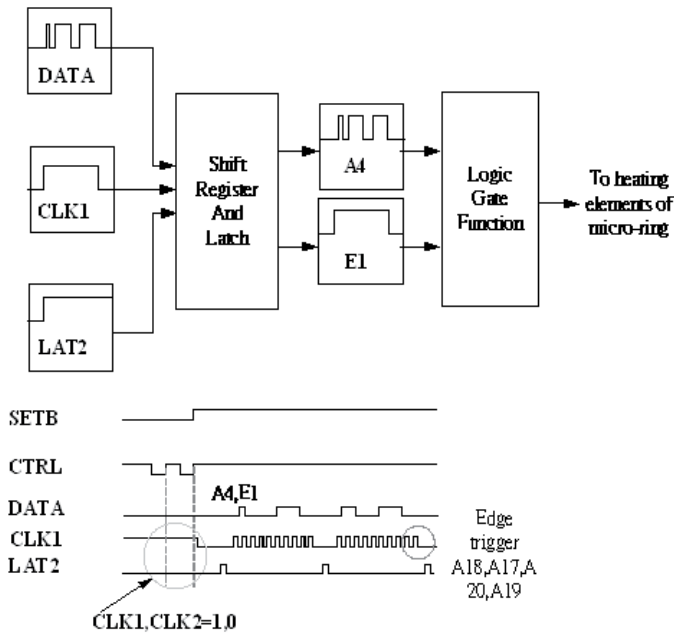 DATA
CLK1
LAT2
Shift
Register
And
Latch
A4
E1
Logic
Gate
Function
To heating
elements of
micro-ring
SETB
CTRL
A4,E1
DATA
CLK1
LAT2
Edge
trigger
A18,A17,A
20,A19
CLK1,CLK2=1,0